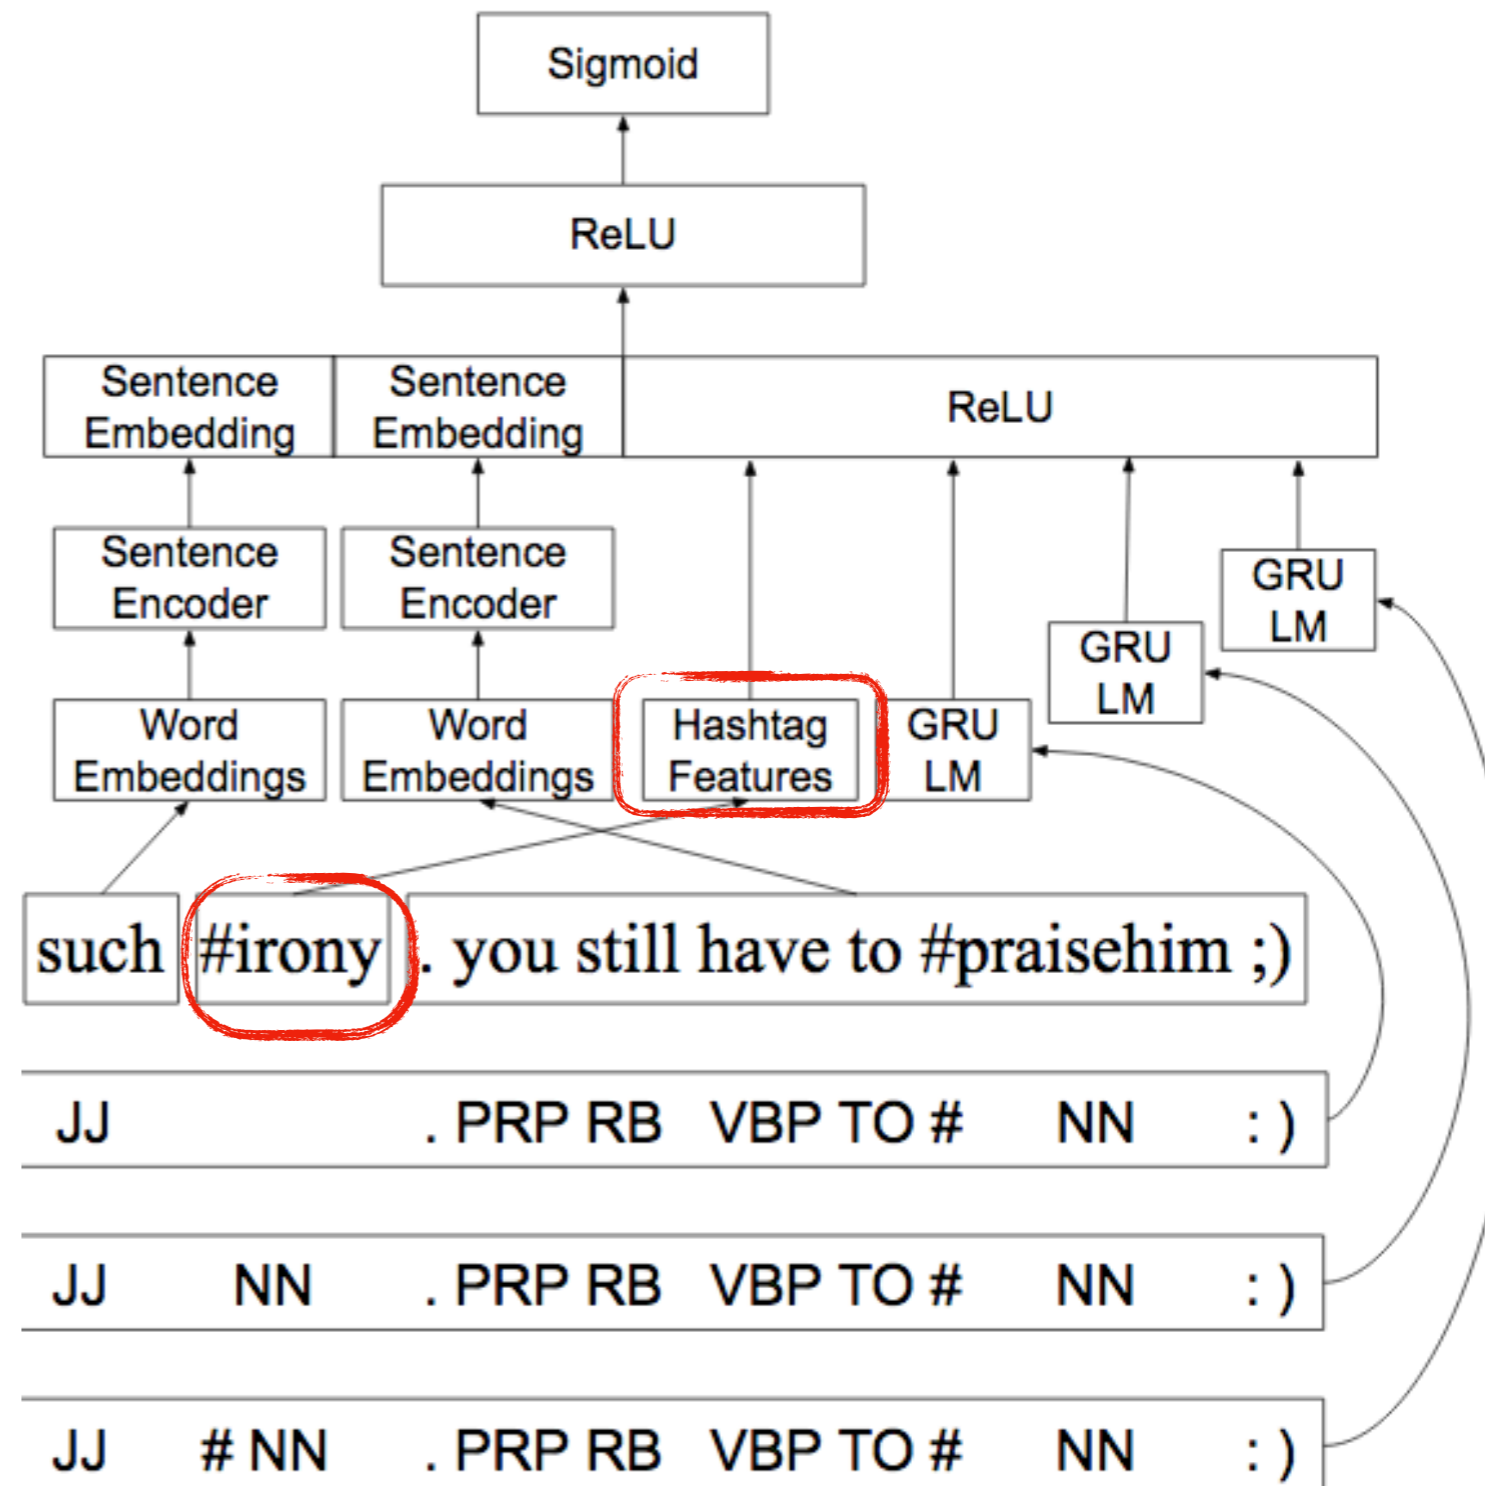 Sigmoid
ReLU
Sentence
Embedding
Sentence
Embedding
ReLU
Sentence
Encoder
Sentence
Encoder
GRU
LM
GRU
LM
Word
Embeddings
Word
Embeddings
Hashtag
Features
GRU
LM
such #irony . you still have to #praisehim ;)
JJ . PRP RB VBP TO # NN : )
JJ NN . PRP RB VBP TO # NN : )
JJ # NN . PRP RB VBP TO # NN : )